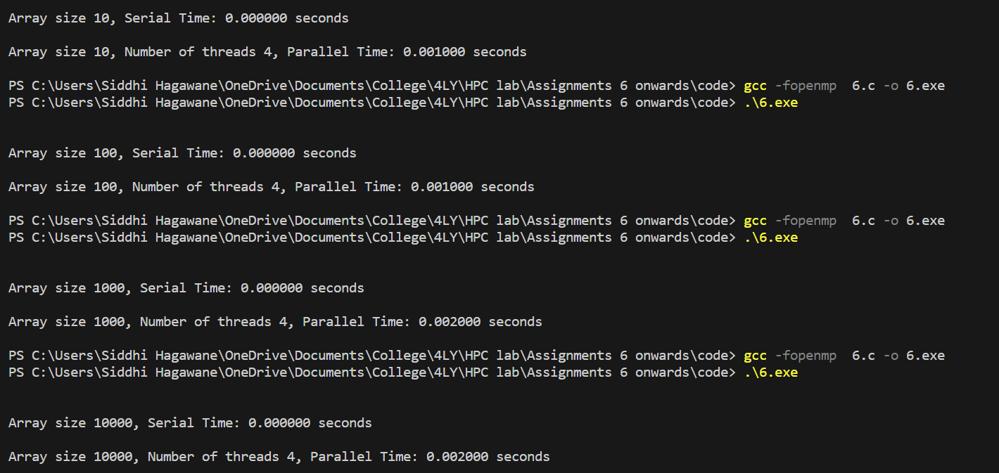 Array size 10, Serial Time: 0.000000 seconds
Array size 10, Number of threads 4, Parallel Time: 0.001000 seconds
PS C:\Users\Siddhi Hagawane\OneDrive\Documents\College\4LY\HPC lab\Assignments 6 onwards\code> gcc -fopenmp  6.c -o 6.exe
PS C:\Users\Siddhi Hagawane\OneDrive\Documents\College\4LY\HPC lab\Assignments 6 onwards\code> .\6.exe
Array size 100, Serial Time: 0.000000 seconds
Array size 100, Number of threads 4, Parallel Time: 0.001000 seconds
PS C:\Users\Siddhi Hagawane\OneDrive\Documents\College\4LY\HPC lab\Assignments 6 onwards\code> gcc -fopenmp  6.c -o 6.exe
PS C:\Users\Siddhi Hagawane\OneDrive\Documents\College\4LY\HPC lab\Assignments 6 onwards\code> .\6.exe
Array size 1000, Serial Time: 0.000000 seconds
Array size 1000, Number of threads 4, Parallel Time: 0.002000 seconds
PS C:\Users\Siddhi Hagawane\OneDrive\Documents\College\4LY\HPC lab\Assignments 6 onwards\code> gcc -fopenmp  6.c -o 6.exe
PS C:\Users\Siddhi Hagawane\OneDrive\Documents\College\4LY\HPC lab\Assignments 6 onwards\code> .\6.exe
Array size 10000, Serial Time: 0.000000 seconds
Array size 10000, Number of threads 4, Parallel Time: 0.002000 seconds